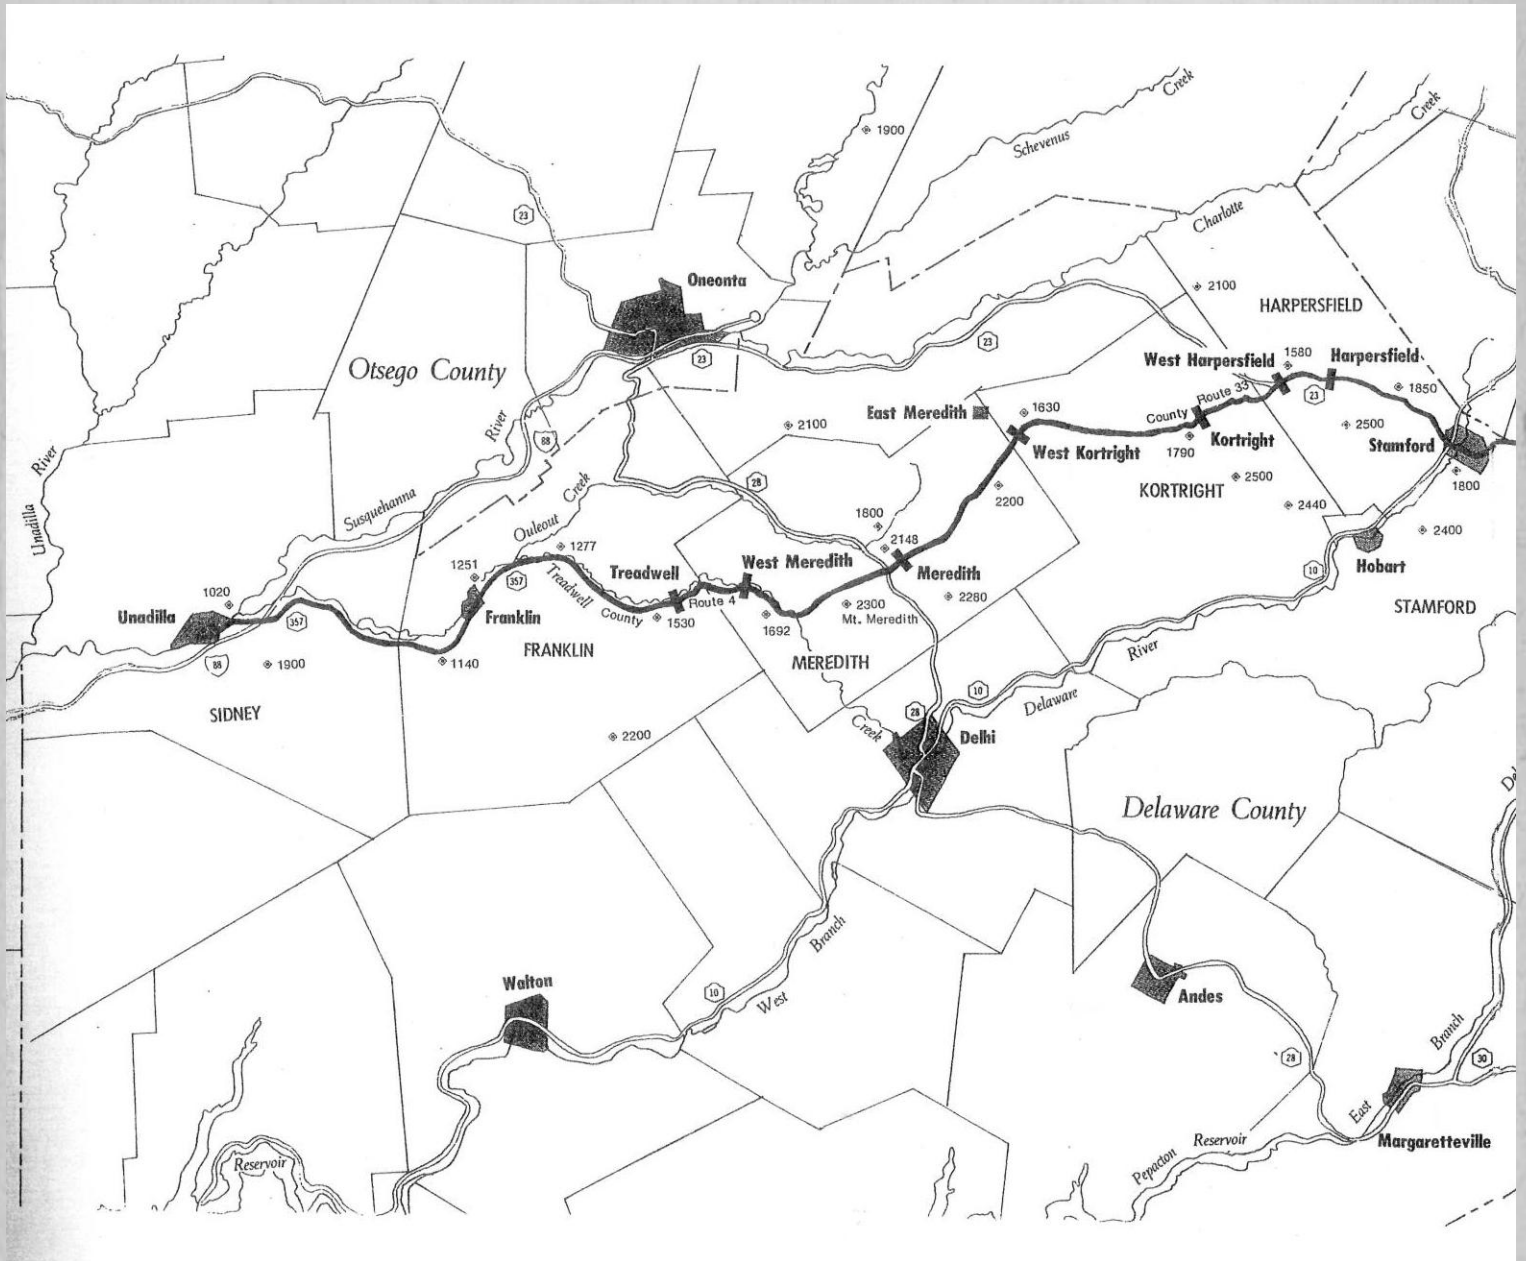 Creek
Creek
1900
Schevenus
23
Charlotte
Oneonta
2100
HARPERSFIELD
23
23
Otsego County
West Harpersfield
1580
Harpersfield
1850
Route 33
23
County
East Meredith
1630
2100
Kortright
2500
Stamford
River
88
West Kortright
1790
River
28
2500
1800
KORTRIGHT
Susquehanna
Creek
2200
2440
Unadilla
Ouleout
1800
2400
1277
2148
1251
West Meredith
Hobart
Treadwell
Meredith
10
357
Treadwell
1020
Route 4
2280
STAMFORD
Unadilla
357
Franklin
County
1530
1692
2300
Mt. Meredith
FRANKLIN
River
88
1900
1140
MEREDITH
10
Delaware
SIDNEY
28
Creek
2200
Delhi
Delaware County
Branch
Walton
10
West
Andes
Branch
28
30
East
Margaretteville
Reservoir
Reservoir
Pepacton